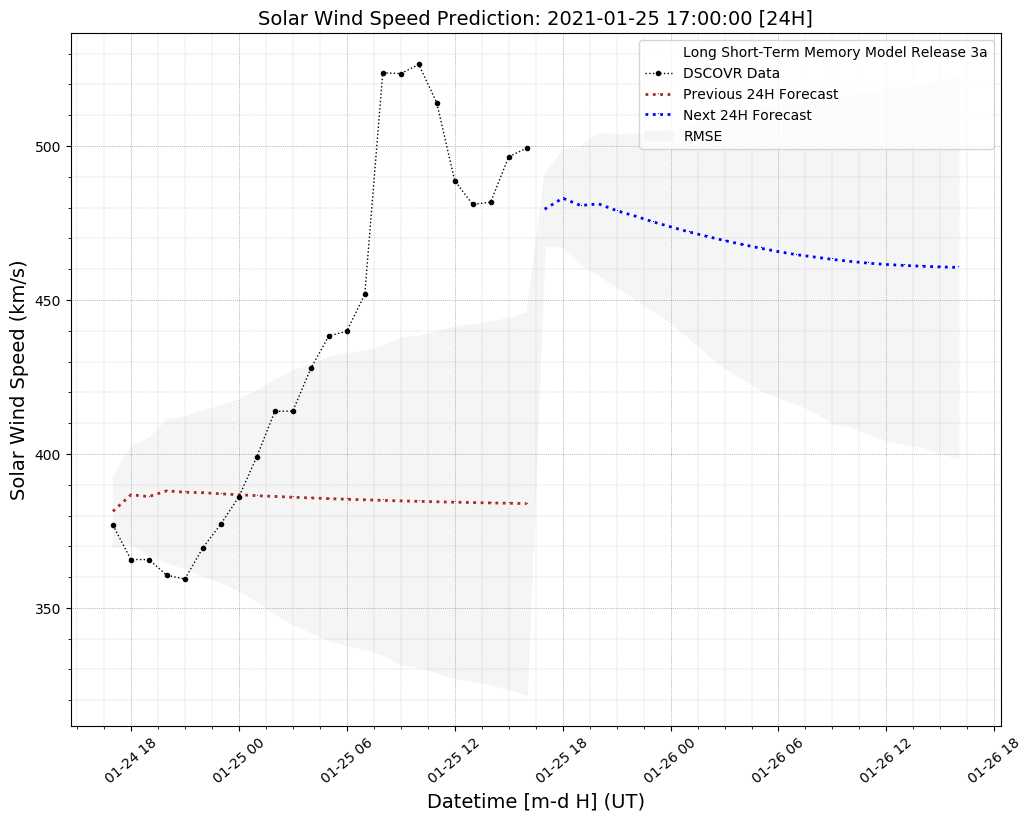 Solar Wind Speed Prediction: 2021-01-25 17:00:00 [24H]
Long Short-Term Memory Model Release 3a
DSCOVR Data
Previous 24H Forecast
Next 24H Forecast
RMSE
Solar Wind Speed (km/s)
500
450
400
350
01-24 18
01-25 00
01-25 06
01-25 12
01-25 18
01-26 00
01-26 06
01-26 12
01-26 18
Datetime [m-d H] (UT)